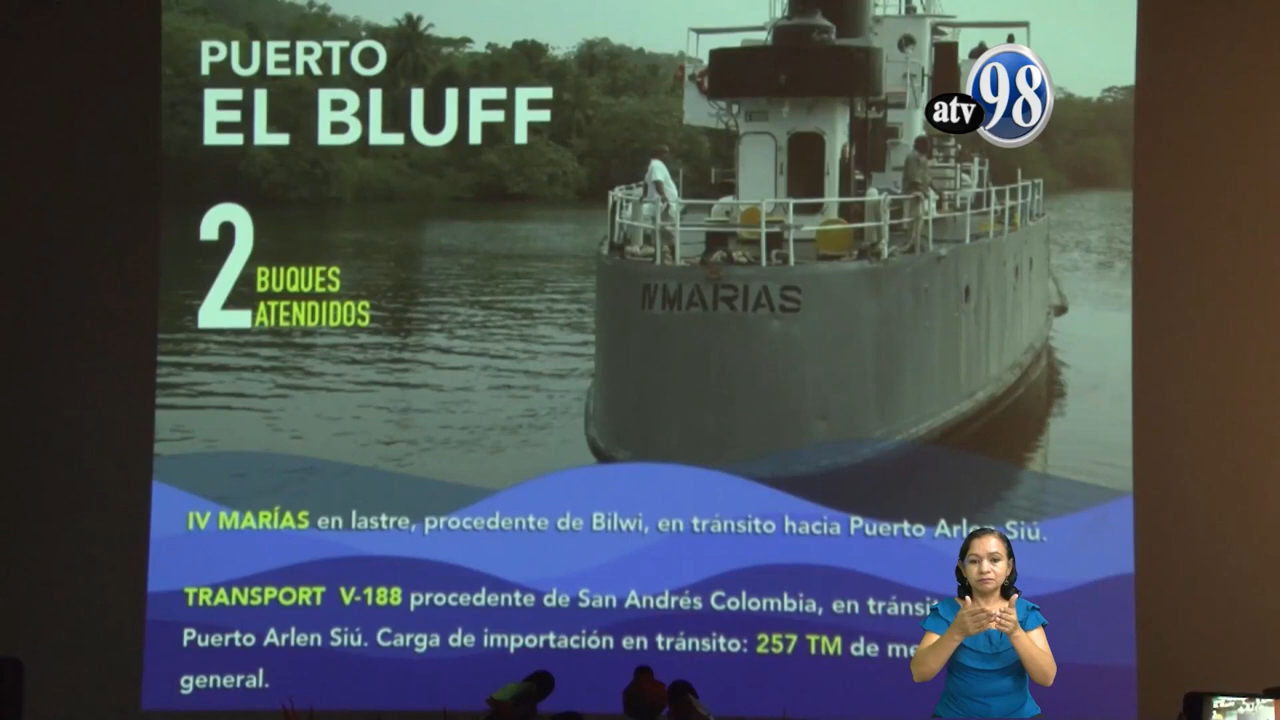 PUERTO
EL BLUFF
atv 98
2 BUQUES
ATENDIDOS
IV MARIAS
IV MARÍAS en lastre, procedente de Bilwi, en tránsito hacia Puerto Siú.
TRANSPORT V-188 procedente de San Andrés Colombia, en
Puerto Arlen Siú. Carga de importación en tránsito: 257 TM de
general.